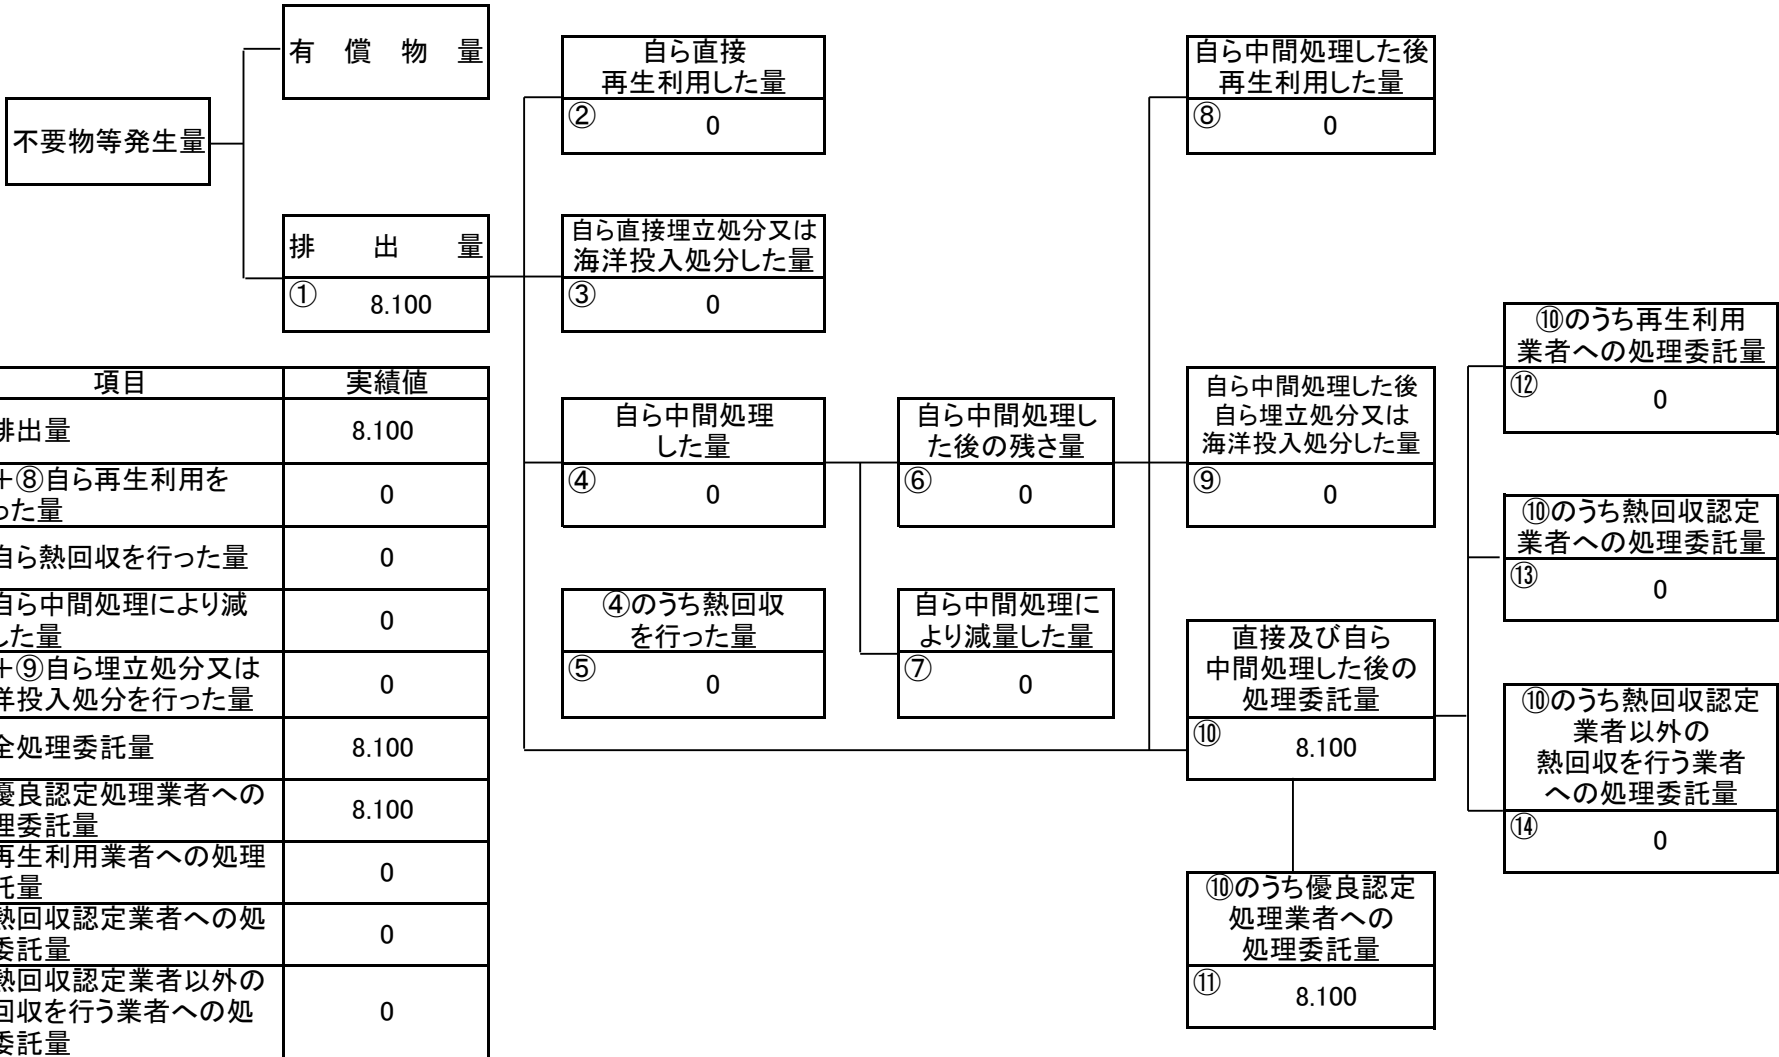 有償物量
不要物等発生量
排出量
① 8.100
自ら直接
再生利用した量
② 0
自ら直接埋立処分又は
海洋投入処分した量
③ 0
自ら中間処理
した量
④ 0
④のうち熱回収
を行った量
⑤ 0
自ら中間処理し
た後の残さ量
⑥ 0
自ら中間処理に
より減量した量
⑦ 0
自ら中間処理した後
再生利用した量
⑧ 0
自ら中間処理した後
自ら埋立処分又は
海洋投入処分した量
⑨ 0
直接及び自ら
中間処理した後の
処理委託量
⑩ 8.100
⑩のうち優良認定
処理業者への
処理委託量
⑪ 8.100
⑩のうち再生利用
業者への処理委託量
⑫ 0
⑩のうち熱回収認定
業者への処理委託量
⑬ 0
⑩のうち熱回収認定
業者以外の
熱回収を行う業者
への処理委託量
⑭ 0
項目 実績値
排出量 8.100
+⑧自ら再生利用を
った量 0
自ら熱回収を行った量 0
自ら中間処理により減
した量 0
+⑨自ら埋立処分又は
洋投入処分を行った量 0
全処理委託量 8.100
優良認定処理業者への
理委託量 8.100
再生利用業者への処理
託量 0
熱回収認定業者への処
委託量 0
熱回収認定業者以外の
回収を行う業者への処
委託量 0